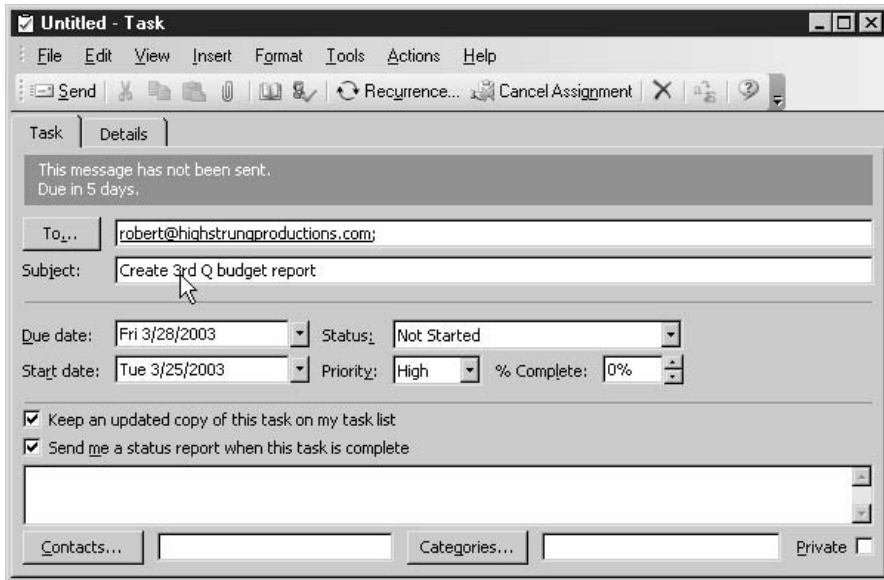 Untitled - Task
File Edit View Insert Format Tools Actions Help
Send Recurrence... Cancel Assignment
Task Details
This message has not been sent.
Due in 5 days.
To... robert@highstrungproductions.com;
Subject: Create 3rd Q budget report
Due date: Fri 3/28/2003 Status: Not Started
Start date: Tue 3/25/2003 Priority: High % Complete: 0%
Keep an updated copy of this task on my task list
Send me a status report when this task is complete
Contacts... Categories... Private